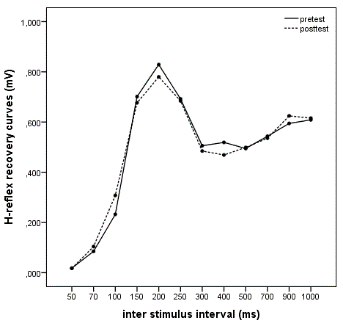 pretest
posttest
H-reflex recovery curves (mV)
1,000
,800
,600
,400
,200
,000
50 70 100 150 200 250 300 400 500 700 900 1000
inter stimulus interval (ms)